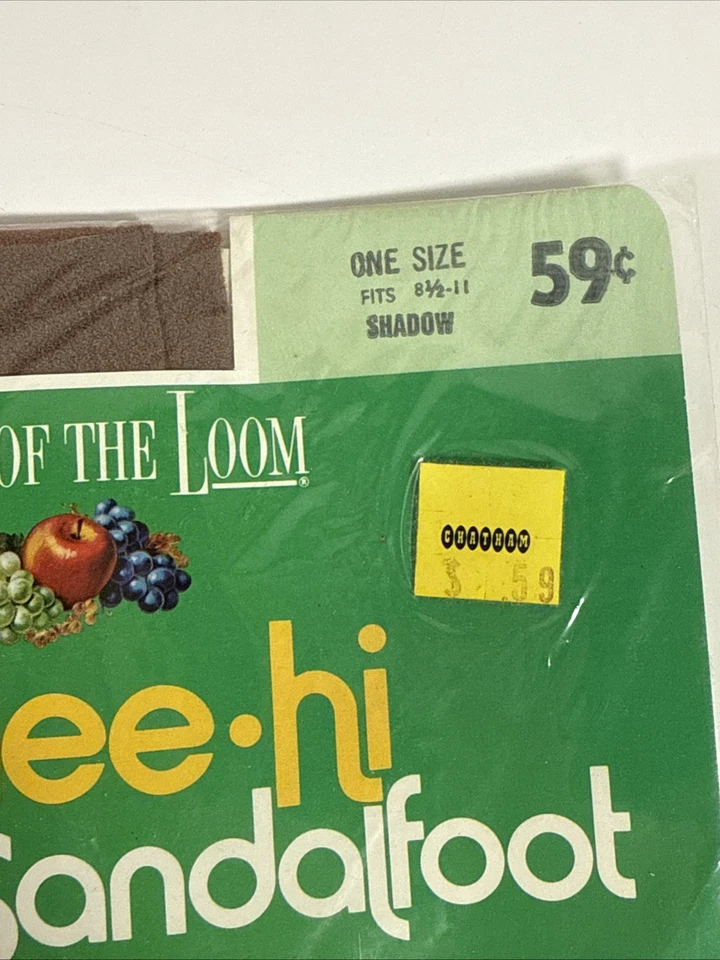 ONE SIZE 59¢
FITS 8½-11
SHADOW
OF THE LOOM®
CHATHAM
$ .59
ee•hi
Sandalfoot